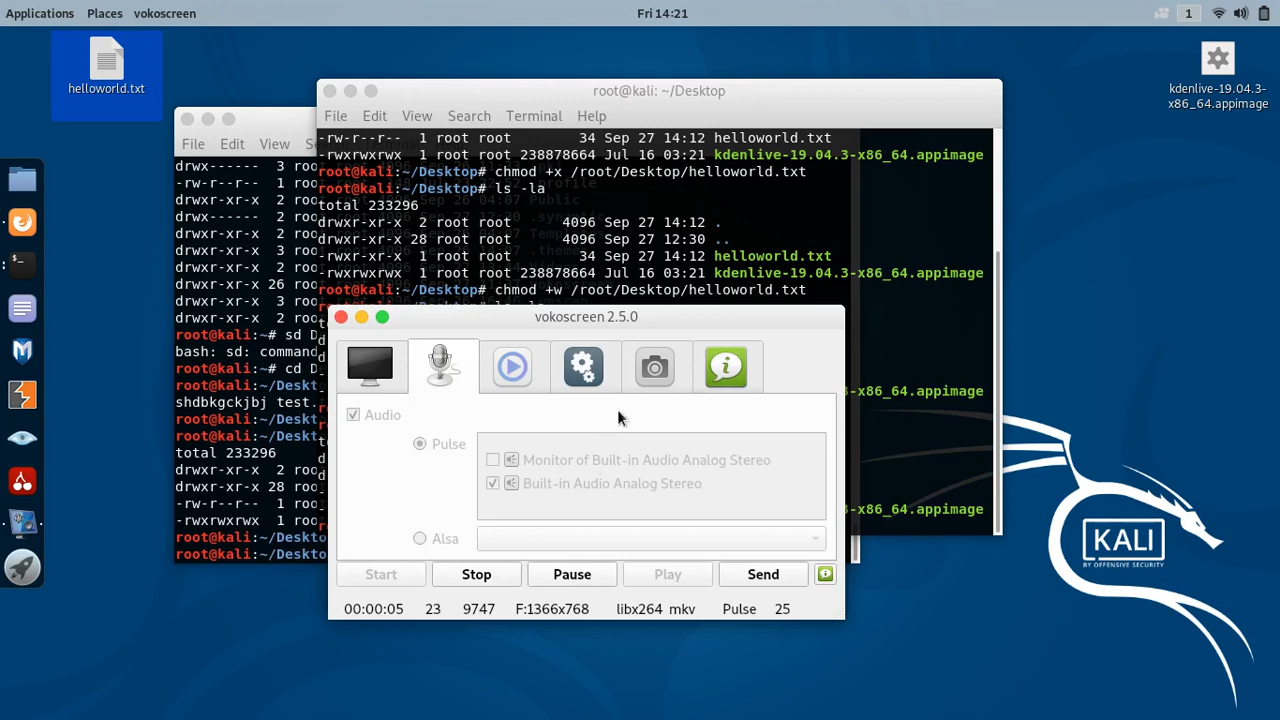 Applications Places vokoscreen
Fri 14:21
1
helloworld.txt
kdenlive-19.04.3-
x86_64.appimage
File Edit View
drwx------ 3 roo
-rw-r--r-- 1 roo
drwxr-xr-x 2 roo
drwxr-xr-x 3 roo
drwxr-xr-x 2 roo
drwxr-xr-x 3 roo
drwxr-xr-x 2 roo
drwxr-xr-x 26 roo
drwxr-xr-x 3 roo
drwxr-xr-x 2 roo
root@kali:~# sd D
bash: sd: command
root@kali:~# cd D
root@kali:~/Deskt
shdbkgckjbj test.
root@kali:~/Deskt
root@kali:~/Deskt
total 233296
drwxr-xr-x 2 roo
drwxr-xr-x 28 roo
-rw-r--r-- 1 roo
-rwxrwxrwx 1 roo
root@kali:~/Deskto
root@kali:~/Deskto
root@kali: ~/Desktop
File Edit View Search Terminal Help
-rw-r--r-- 1 root root 34 Sep 27 14:12 helloworld.txt
-rwxrwxrwx 1 root root 238878664 Jul 16 03:21 kdenlive-19.04.3-x86_64.appimage
root@kali:~/Desktop# chmod +x /root/Desktop/helloworld.txt
root@kali:~/Desktop# ls -la
total 233296
drwxr-xr-x 2 root root 4096 Sep 27 14:12 .
drwxr-xr-x 28 root root 4096 Sep 27 12:30 ..
-rwxr-xr-x 1 root root 34 Sep 27 14:12 helloworld.txt
-rwxrwxrwx 1 root root 238878664 Jul 16 03:21 kdenlive-19.04.3-x86_64.appimage
root@kali:~/Desktop# chmod +w /root/Desktop/helloworld.txt
3-x86_64.appimage
3-x86_64.appimage
vokoscreen 2.5.0
Audio
Pulse
Monitor of Built-in Audio Analog Stereo
Built-in Audio Analog Stereo
Alsa
Start Stop Pause Play Send
00:00:05 23 9747 F:1366x768 libx264 mkv Pulse 25
KALI
BY OFFENSIVE SECURITY